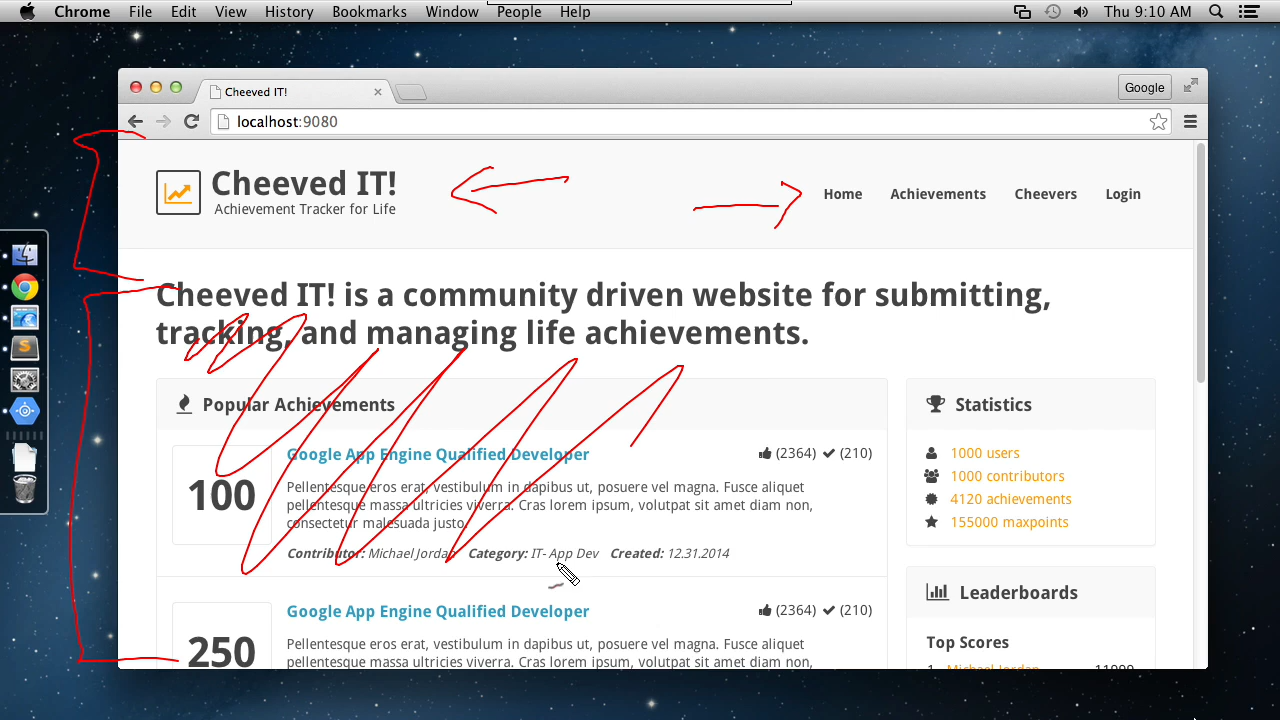 Chrome File Edit View History Bookmarks Window People Help Thu 9:10 AM
Cheeved IT! Google
localhost:9080
Cheeved IT!
Achievement Tracker for Life
Home Achievements Cheevers Login
Cheeved IT! is a community driven website for submitting,
tracking, and managing life achievements.
Popular Achievements
100
Google App Engine Qualified Developer (2364) (210)
Pellentesque eros erat, vestibulum in dapibus ut, posuere vel magna. Fusce aliquet
pellentesque massa ultricies viverra. Cras lorem ipsum, volutpat sit amet diam non,
consectetur malesuada justo.
Contributor: Michael Jordan Category: IT- App Dev Created: 12.31.2014
250
Google App Engine Qualified Developer (2364) (210)
Pellentesque eros erat, vestibulum in dapibus ut, posuere vel magna. Fusce aliquet
pellentesque massa ultricies viverra. Cras lorem ipsum, volutpat sit amet diam non,
Statistics
1000 users
1000 contributors
4120 achievements
155000 maxpoints
Leaderboards
Top Scores
1. Michael Jordan